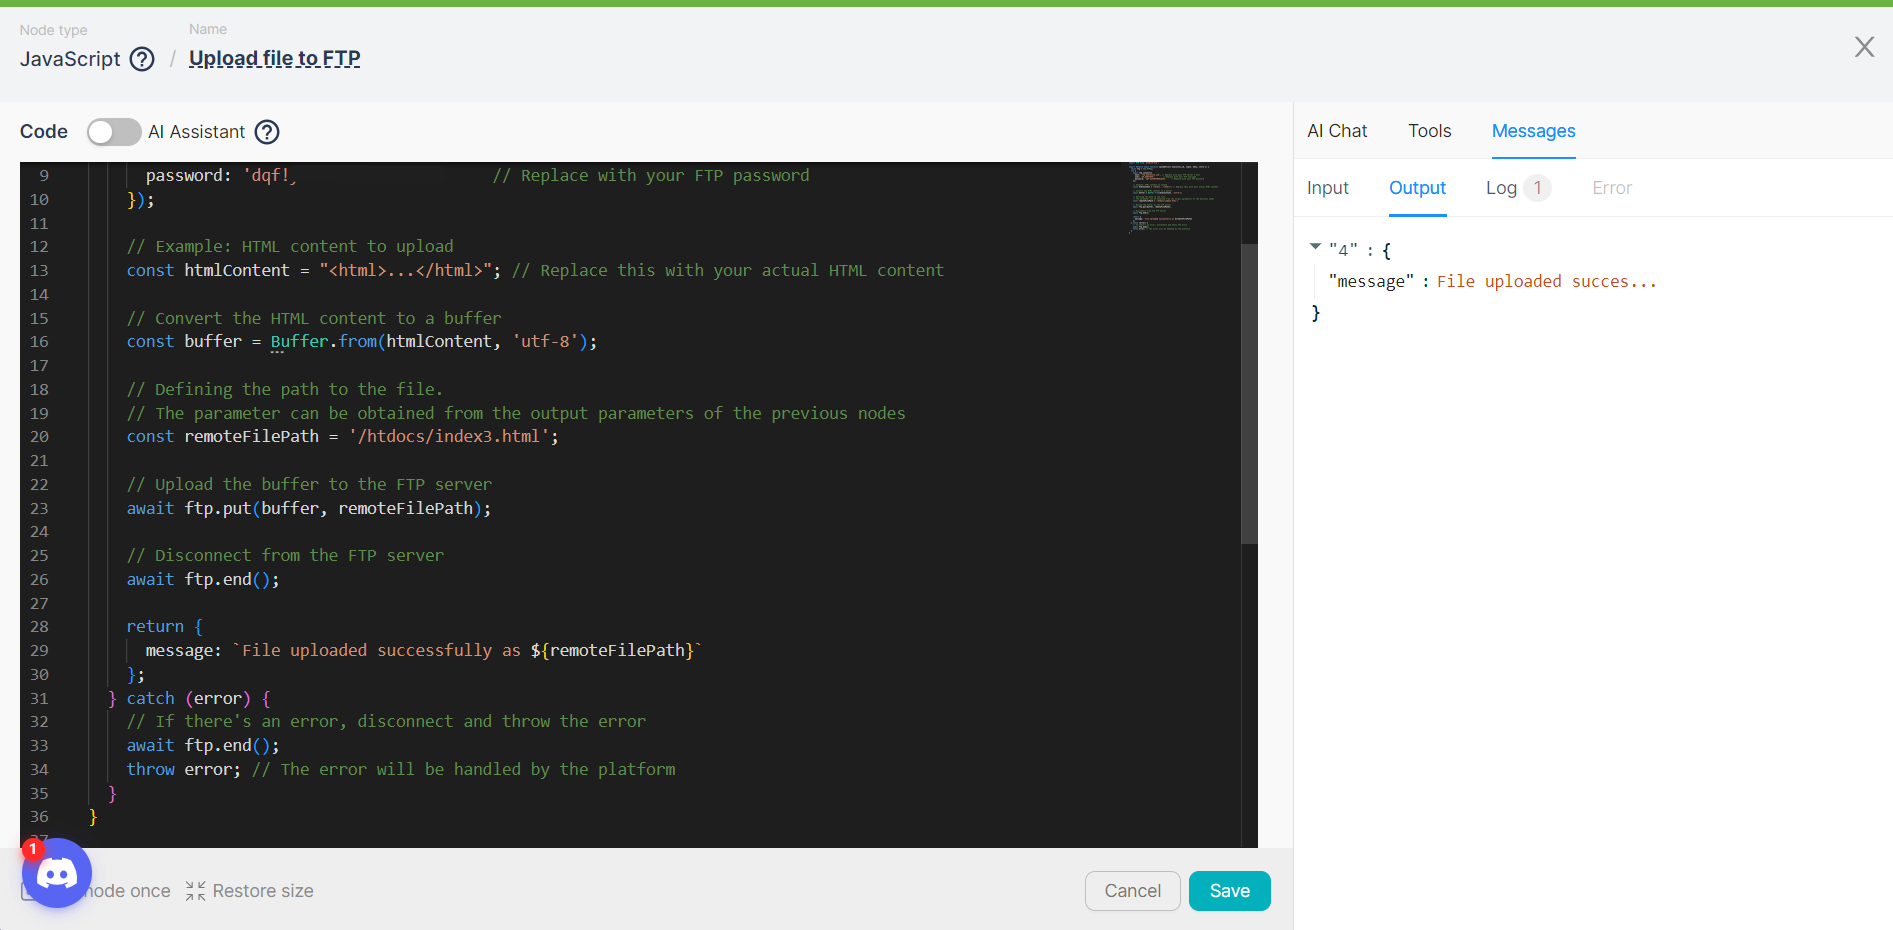 Node type
JavaScript
Name
Upload file to FTP
Code AI Assistant
9 password: 'dqf! // Replace with your FTP password
10 });
11
12 // Example: HTML content to upload
13 const htmlContent = "<html>...</html>"; // Replace this with your actual HTML content
14
15 // Convert the HTML content to a buffer
16 const buffer = Buffer.from(htmlContent, 'utf-8');
17
18 // Defining the path to the file.
19 // The parameter can be obtained from the output parameters of the previous nodes
20 const remoteFilePath = '/htdocs/index3.html';
21
22 // Upload the buffer to the FTP server
23 await ftp.put(buffer, remoteFilePath);
24
25 // Disconnect from the FTP server
26 await ftp.end();
27
28 return {
29 message: `File uploaded successfully as ${remoteFilePath}`
30 };
31 } catch (error) {
32 // If there's an error, disconnect and throw the error
33 await ftp.end();
34 throw error; // The error will be handled by the platform
35 }
36 }
37
1
node once
Restore size
Cancel
Save
AI Chat Tools Messages
Input Output Log 1 Error
"4" : {
"message" : File uploaded succes...
}